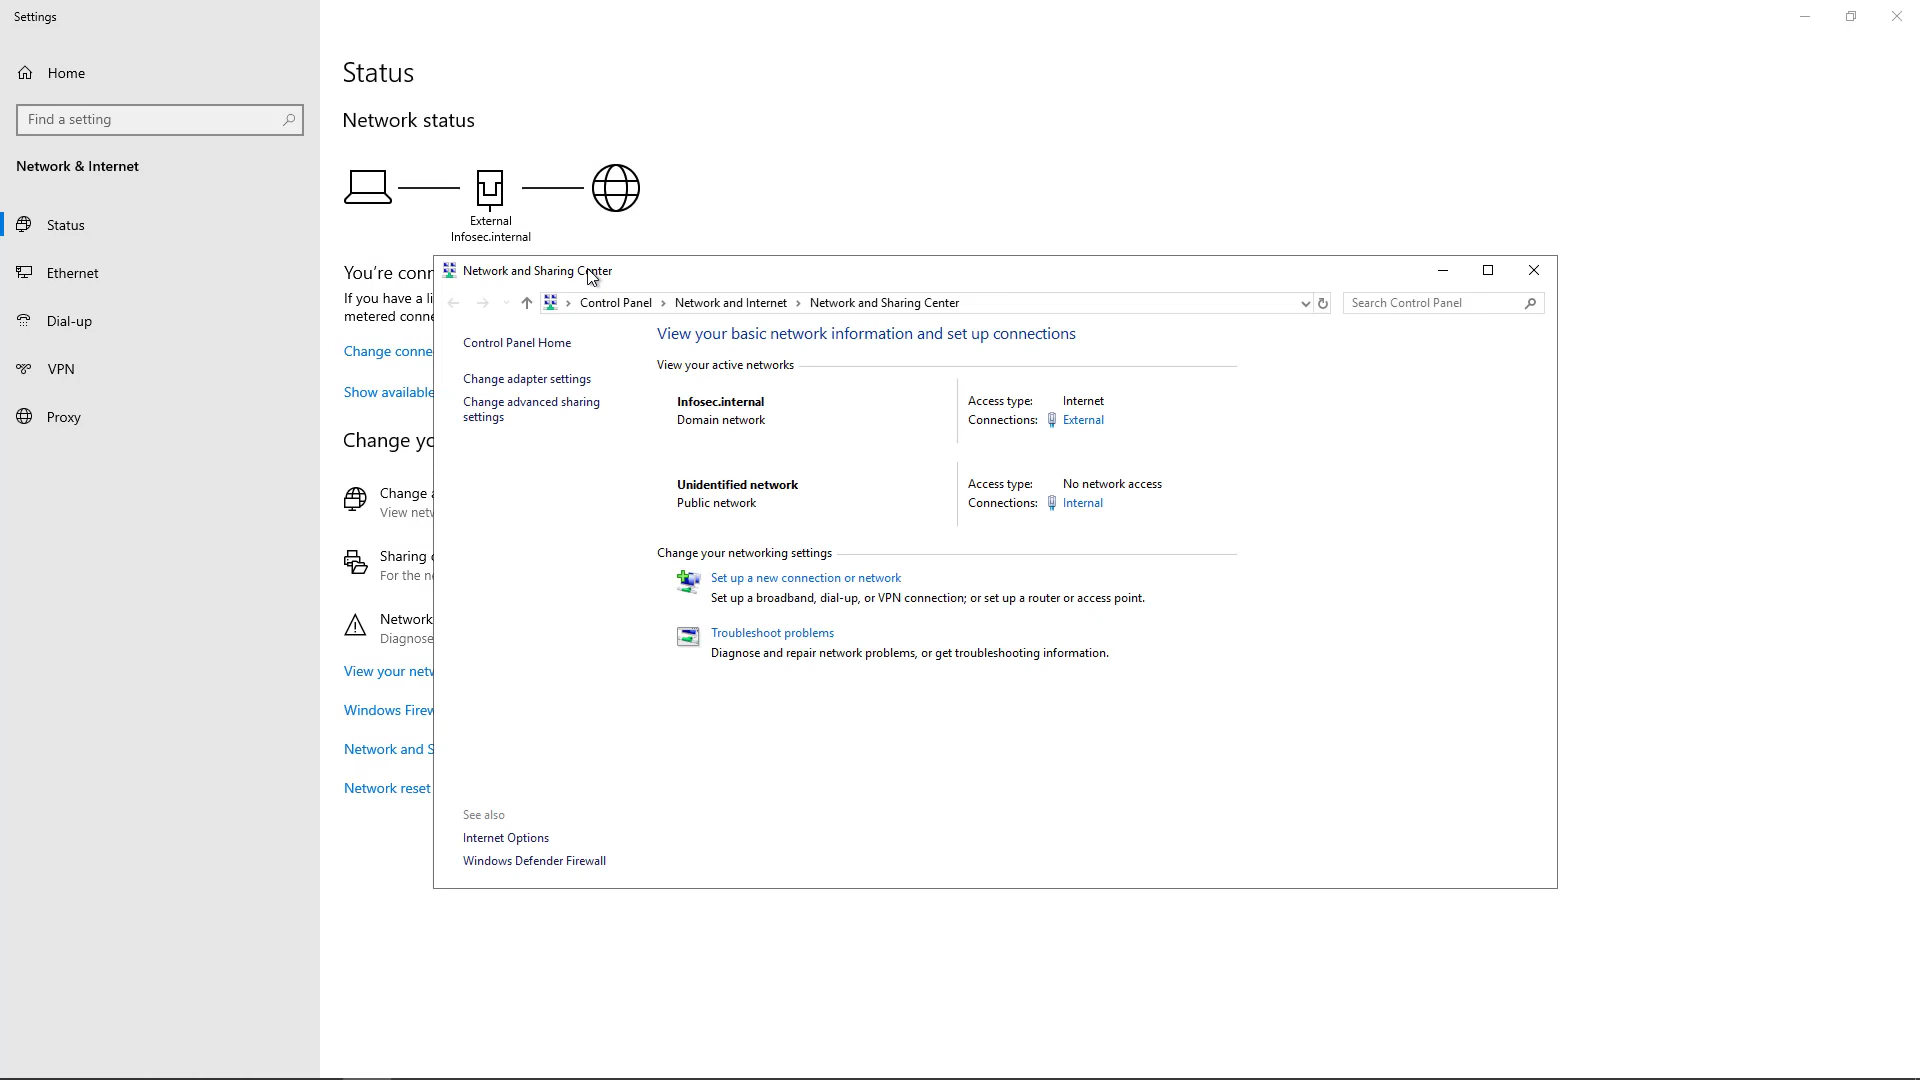 Settings
Home
Find a setting
Network & Internet
Status
Ethernet
Dial-up
VPN
Proxy
Status
Network status
External
Infosec.internal
You're conn
If you have a li
metered conne
Change conne
Show available
Change yo
Change a
View netw
Sharing o
For the ne
Network
Diagnose
View your netw
Windows Firew
Network and S
Network reset
Network and Sharing Center
Control Panel
Network and Internet
Network and Sharing Center
Search Control Panel
Control Panel Home
Change adapter settings
Change advanced sharing
settings
See also
Internet Options
Windows Defender Firewall
View your basic network information and set up connections
View your active networks
Infosec.internal
Domain network
Access type: Internet
Connections: External
Unidentified network
Public network
Access type: No network access
Connections: Internal
Change your networking settings
Set up a new connection or network
Set up a broadband, dial-up, or VPN connection; or set up a router or access point.
Troubleshoot problems
Diagnose and repair network problems, or get troubleshooting information.